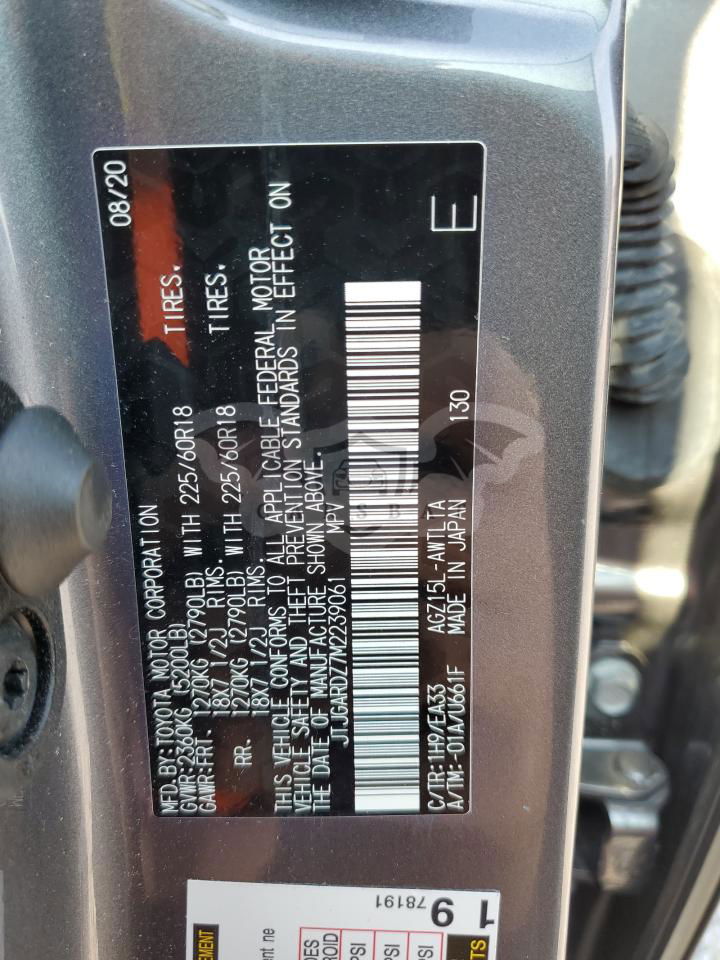 MFD.BY:TOYOTA MOTOR CORPORATION 08/20
GVWR:2360KG (5200LB)
GAWR:FRT. 1270KG (2790LB) WITH 225/60R18 TIRES.
18X7 1/2J RIMS.
RR. 1270KG (2790LB) WITH 225/60R18 TIRES.
18X7 1/2J RIMS.
THIS VEHICLE CONFORMS TO ALL APPLICABLE FEDERAL MOTOR
VEHICLE SAFETY AND THEFT PREVENTION STANDARDS IN EFFECT ON
THE DATE OF MANUFACTURE SHOWN ABOVE.
JTJGARDZ7M2239061 MPV
C/TR:1H9/EA33 AGZ15L-AWTLTA 130
A/TM:-01A/U661F MADE IN JAPAN E
1 9
78191
PSI
PSI